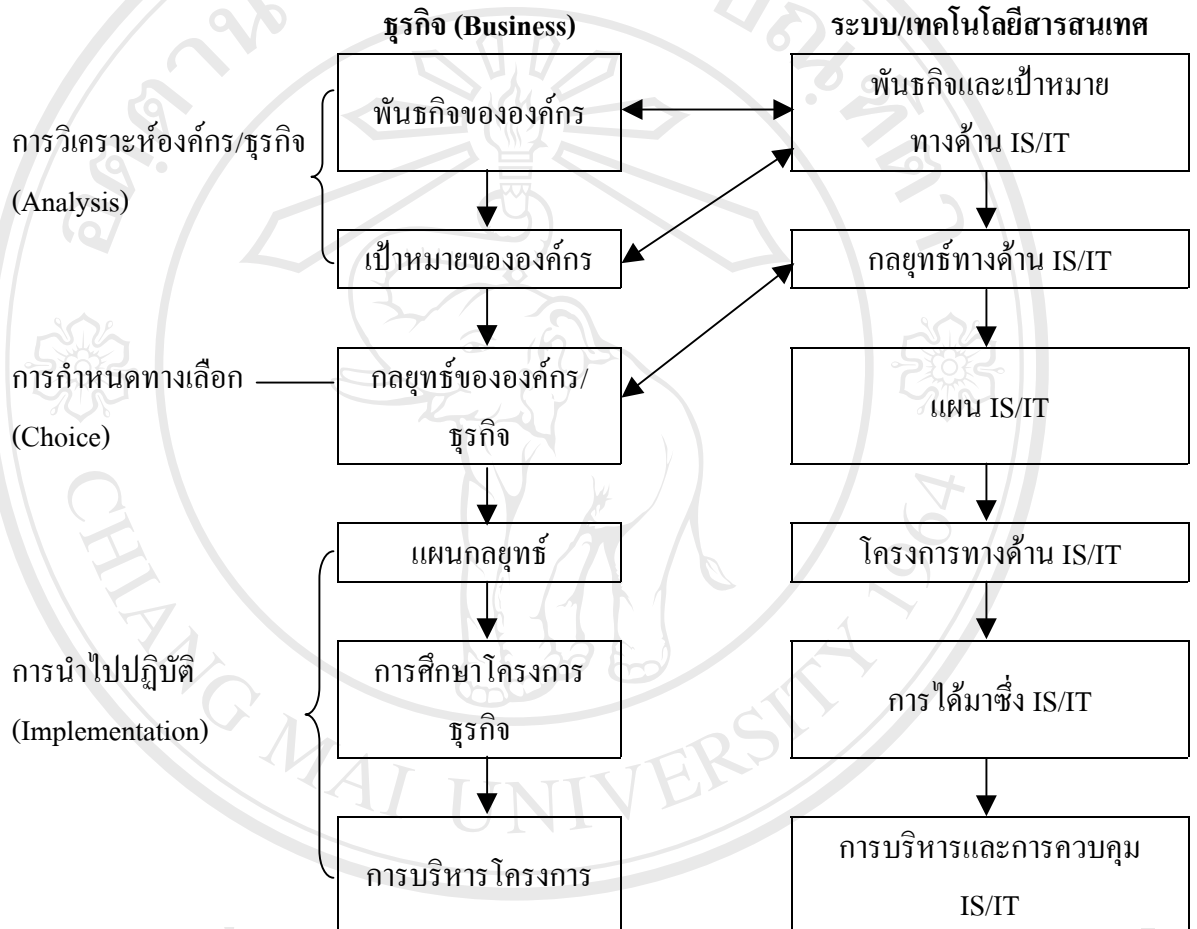 ธุรกิจ (Business)
ระบบ/เทคโนโลยีสารสนเทศ
การวิเคราะห์องค์กร/ธุรกิจ
(Analysis)
พันธกิจขององค์กร
พันธกิจและเป้าหมาย
ทางด้าน IS/IT
เป้าหมายขององค์กร
กลยุทธ์ทางด้าน IS/IT
การกำหนดทางเลือก
(Choice)
กลยุทธ์ขององค์กร/
ธุรกิจ
แผน IS/IT
แผนกลยุทธ์
โครงการทางด้าน IS/IT
การนำไปปฏิบัติ
(Implementation)
การศึกษาโครงการ
ธุรกิจ
การได้มาซึ่ง IS/IT
การบริหารโครงการ
การบริหารและการควบคุม
IS/IT
CHIANG MAI UNIVERSITY 1964